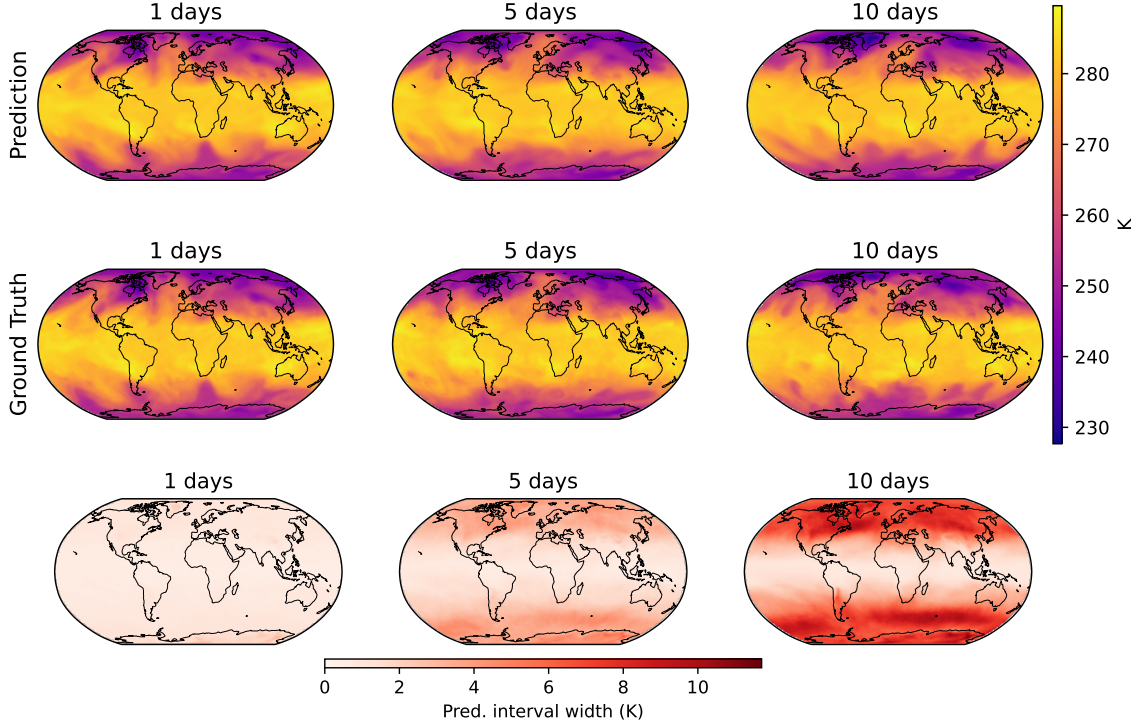 1 days
5 days
10 days
Prediction
1 days
5 days
10 days
Ground Truth
280
270
260
250
240
230
K
1 days
5 days
10 days
0 2 4 6 8 10
Pred. interval width (K)